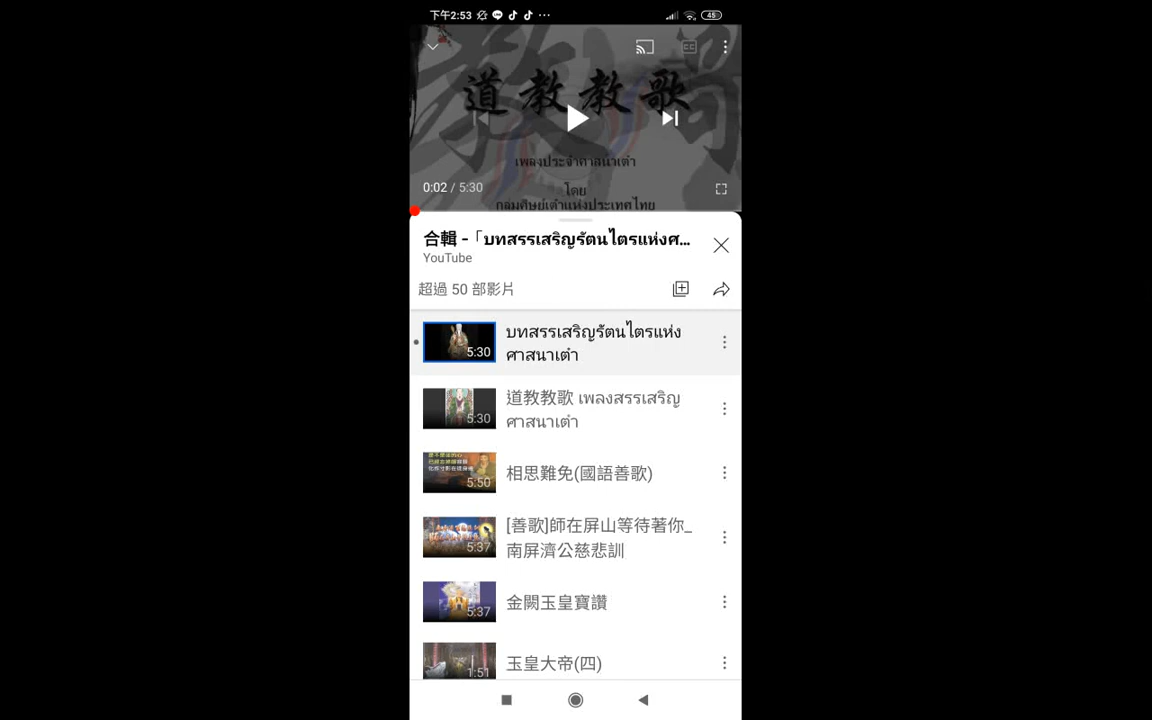 下午2:53 ... 45
CC
道教教歌
เพลงประจำศาสนาเต๋า
โดย
กลุ่มศิษย์เต๋าแห่งประเทศไทย
0:02 / 5:30
合輯 -「บทสรรเสริญรัตนไตรแห่งศ...
YouTube
超過 50 部影片
บทสรรเสริญรัตนไตรแห่ง
ศาสนาเต๋า
5:30
道教教歌 เพลงสรรเสริญ
ศาสนาเต๋า
5:30
相思難免(國語善歌)
5:50
[善歌]師在屏山等待著你_
南屏濟公慈悲訓
5:37
金闕玉皇寶讚
5:37
玉皇大帝(四)
1:51